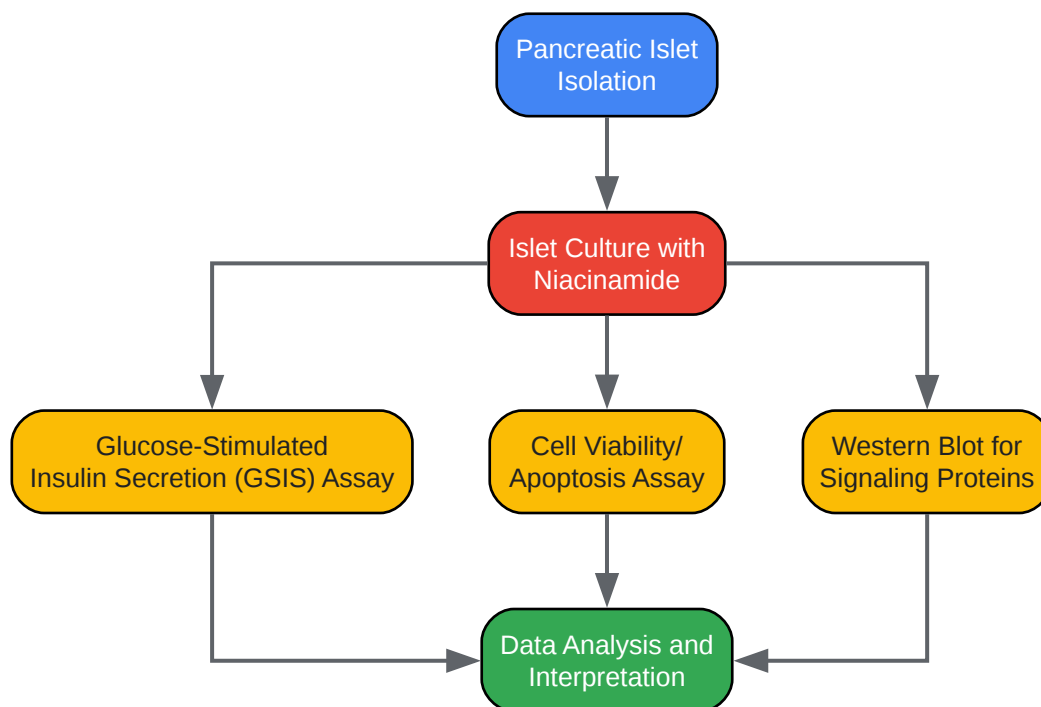 Pancreatic Islet
Isolation
Islet Culture with
Niacinamide
Glucose-Stimulated
Insulin Secretion (GSIS) Assay
Cell Viability/
Apoptosis Assay
Western Blot for
Signaling Proteins
Data Analysis and
Interpretation